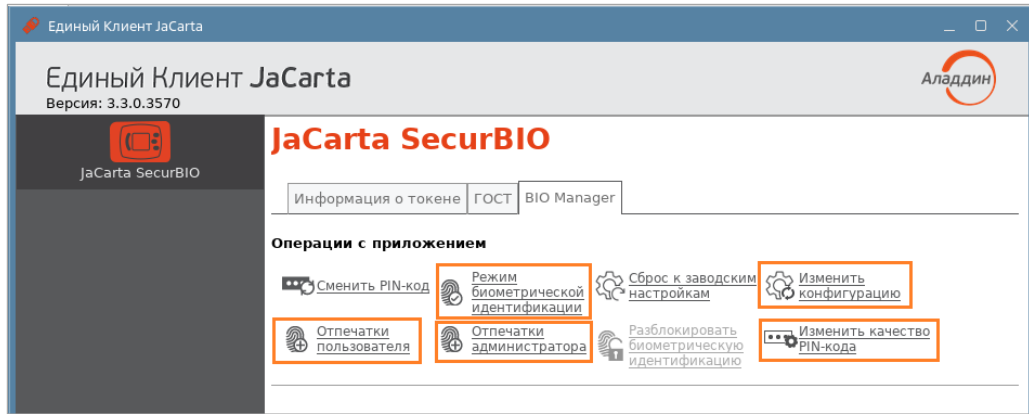 Единый Клиент JaCarta
Единый Клиент JaCarta
Версия: 3.3.0.3570
Аладдин
JaCarta SecurBIO
JaCarta SecurBIO
Информация о токене ГОСТ BIO Manager
Операции с приложением
Сменить PIN-код
Режим
биометрической
идентификации
Сброс к заводским
настройкам
Изменить
конфигурацию
Отпечатки
пользователя
Отпечатки
администратора
Разблокировать
биометрическую
идентификацию
Изменить качество
PIN-кода